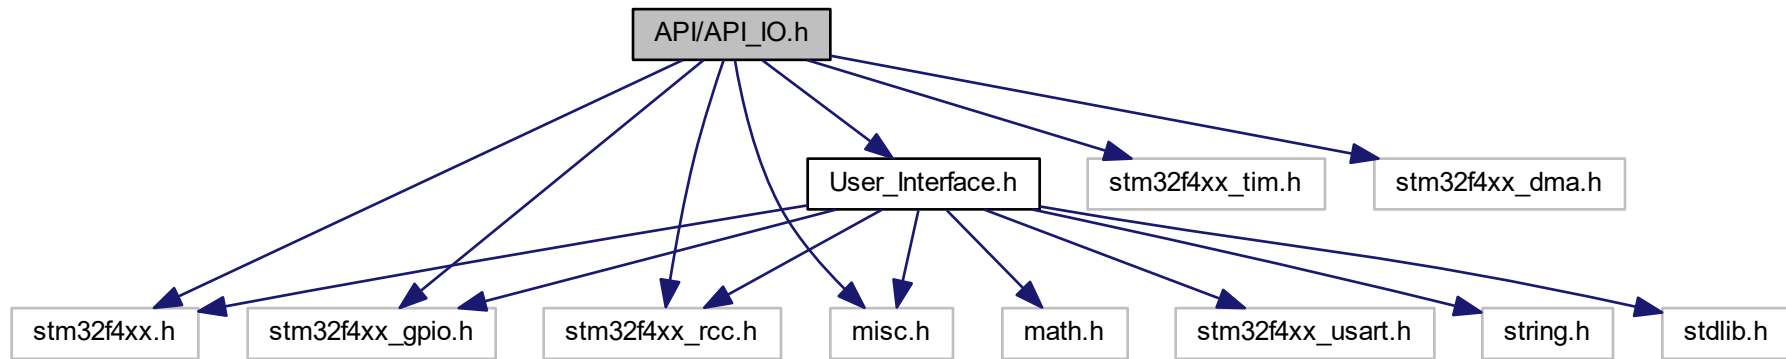 API/API_IO.h
User_Interface.h
stm32f4xx_tim.h
stm32f4xx_dma.h
stm32f4xx.h
stm32f4xx_gpio.h
stm32f4xx_rcc.h
misc.h
math.h
stm32f4xx_usart.h
string.h
stdlib.h